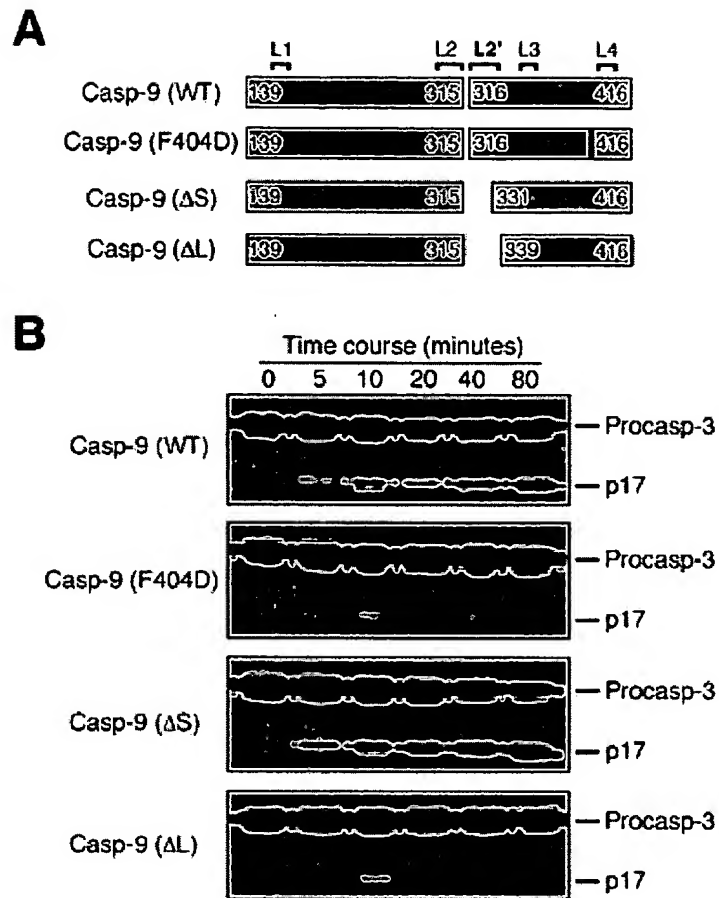 A
L1 L2 L2' L3 L4
Casp-9 (WT) 139 315 316 416
Casp-9 (F404D) 139 315 316 416
Casp-9 (ΔS) 139 315 331 416
Casp-9 (ΔL) 139 315 339 416
B
Time course (minutes)
0 5 10 20 40 80
Casp-9 (WT)
Procasp-3
p17
Casp-9 (F404D)
Procasp-3
p17
Casp-9 (ΔS)
Procasp-3
p17
Casp-9 (ΔL)
Procasp-3
p17